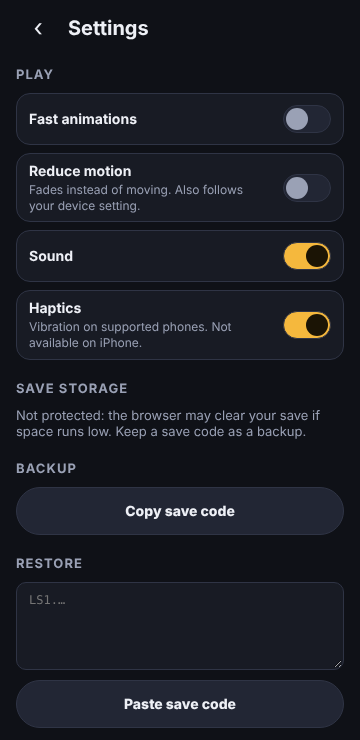 Settings
PLAY
Fast animations
Reduce motion
Fades instead of moving. Also follows
your device setting.
Sound
Haptics
Vibration on supported phones. Not
available on iPhone.
SAVE STORAGE
Not protected: the browser may clear your save if
space runs low. Keep a save code as a backup.
BACKUP
Copy save code
RESTORE
LS1.…
Paste save code